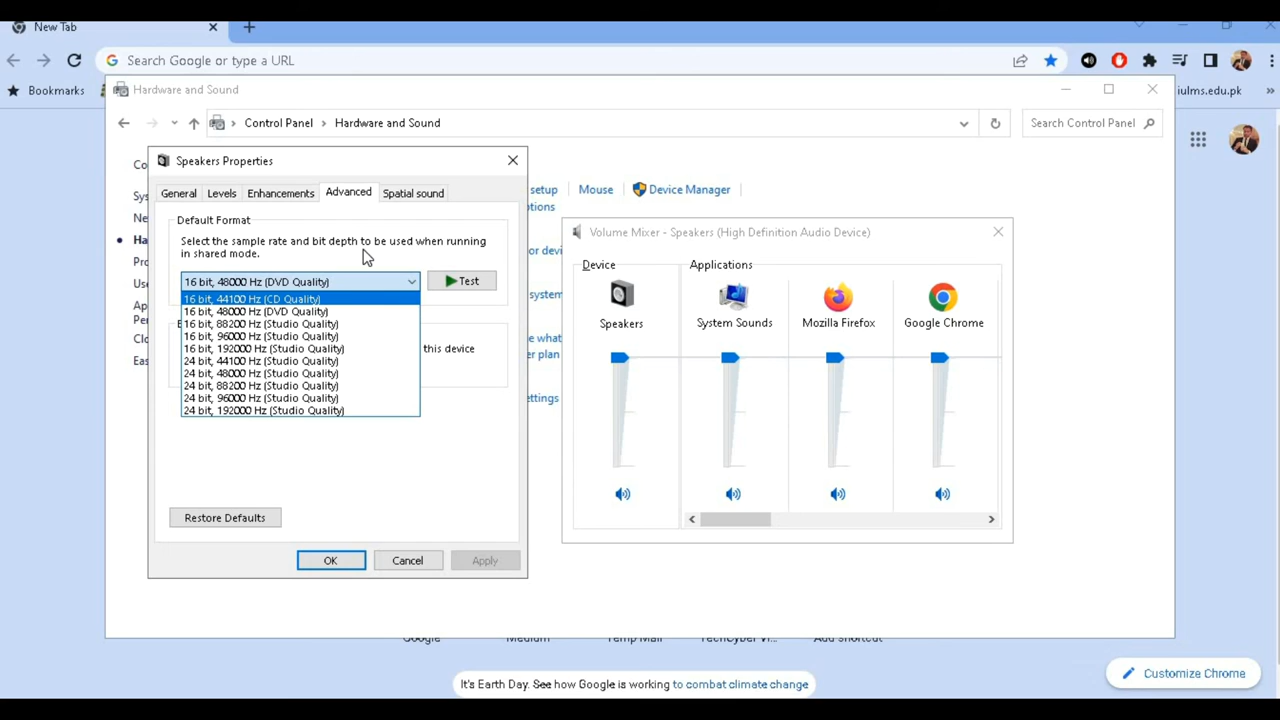 New Tab
Search Google or type a URL
Bookmarks
iulms.edu.pk
»
Hardware and Sound
Control Panel
Hardware and Sound
Search Control Panel
Speakers Properties
General
Levels
Enhancements
Advanced
Spatial sound
Default Format
Select the sample rate and bit depth to be used when running
in shared mode.
16 bit, 48000 Hz (DVD Quality)
Test
16 bit, 44100 Hz (CD Quality)
16 bit, 48000 Hz (DVD Quality)
16 bit, 88200 Hz (Studio Quality)
16 bit, 96000 Hz (Studio Quality)
16 bit, 192000 Hz (Studio Quality)
24 bit, 44100 Hz (Studio Quality)
24 bit, 48000 Hz (Studio Quality)
24 bit, 88200 Hz (Studio Quality)
24 bit, 96000 Hz (Studio Quality)
24 bit, 192000 Hz (Studio Quality)
this device
Restore Defaults
OK
Cancel
Apply
setup
Mouse
Device Manager
Volume Mixer - Speakers (High Definition Audio Device)
Device
Applications
Speakers
System Sounds
Mozilla Firefox
Google Chrome
Google
Medium
Temp Mail
TechCyber Vi...
Add shortcut
It's Earth Day. See how Google is working to combat climate change
Customize Chrome